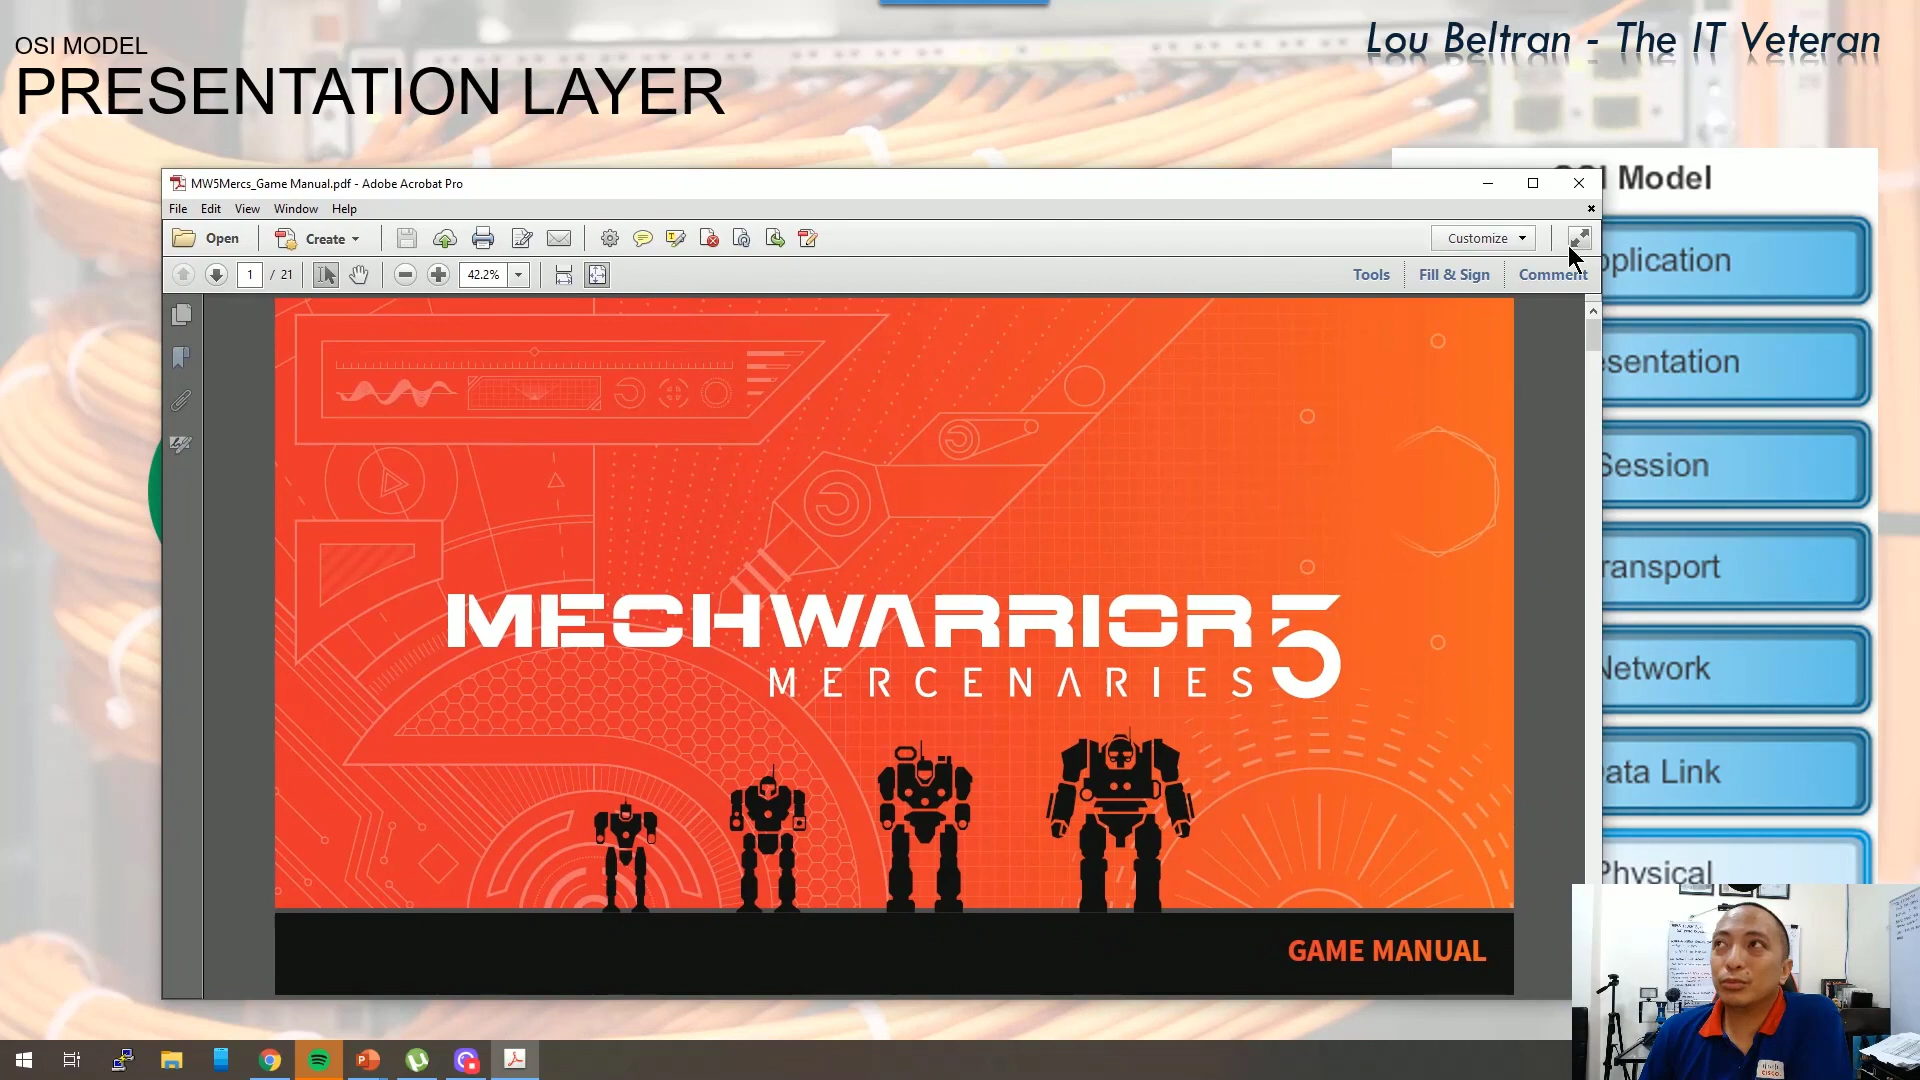 OSI MODEL
PRESENTATION LAYER
Lou Beltran - The IT Veteran
MW5Mercs_Game Manual.pdf - Adobe Acrobat Pro
File Edit View Window Help
Open
Create
Customize
1 / 21
42.2%
Tools
Fill & Sign
Comment
MECHWARRIOR 5
MERCENARIES
GAME MANUAL
Model
pplication
esentation
Session
ransport
Network
ata Link
Physical
CISCO